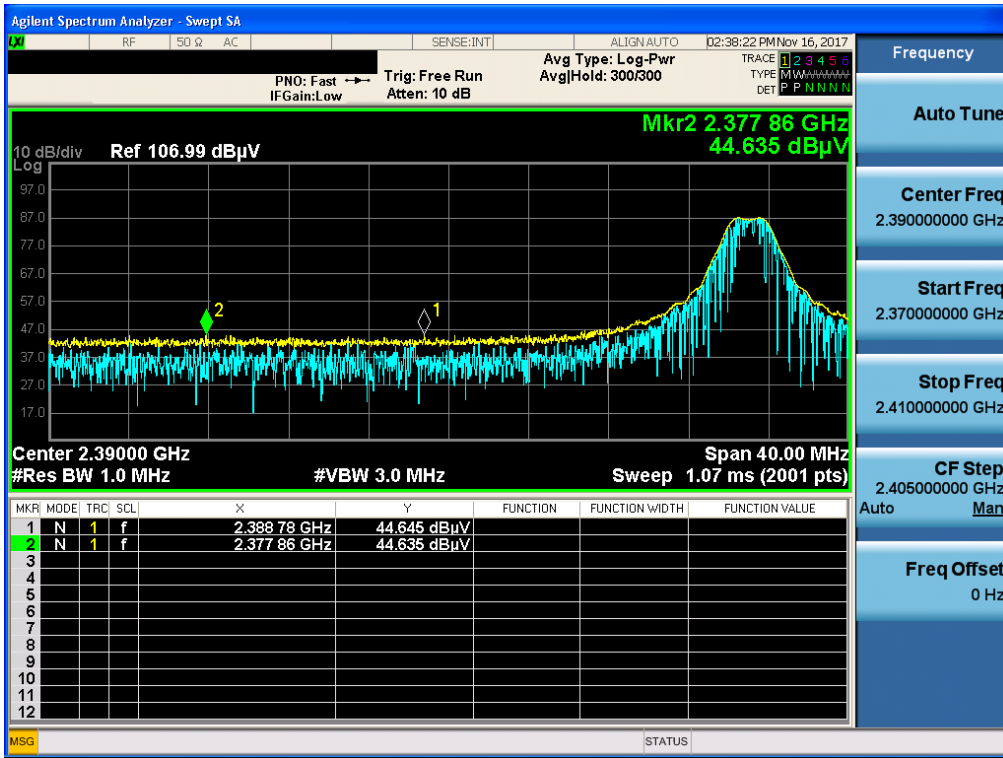 Agilent Spectrum Analyzer - Swept SA
LXI RF 50 Ω AC SENSE:INT ALIGN AUTO 02:38:22 PM Nov 16, 2017
Avg Type: Log-Pwr TRACE 1 2 3 4 5 6
PNO: Fast Trig: Free Run Avg|Hold: 300/300 TYPE M
IFGain:Low Atten: 10 dB DET P P N N N N
Mkr2 2.377 86 GHz
44.635 dBµV
10 dB/div Ref 106.99 dBµV
Log
97.0
87.0
77.0
67.0
57.0
47.0
37.0
27.0
17.0
2
1
Center 2.39000 GHz Span 40.00 MHz
#Res BW 1.0 MHz #VBW 3.0 MHz Sweep 1.07 ms (2001 pts)
MKR MODE TRC SCL X Y FUNCTION FUNCTION WIDTH FUNCTION VALUE
1 N 1 f 2.388 78 GHz 44.645 dBµV
2 N 1 f 2.377 86 GHz 44.635 dBµV
3
4
5
6
7
8
9
10
11
12
MSG STATUS
Frequency
Auto Tune
Center Freq
2.390000000 GHz
Start Freq
2.370000000 GHz
Stop Freq
2.410000000 GHz
CF Step
2.405000000 GHz
Auto Man
Freq Offset
0 Hz